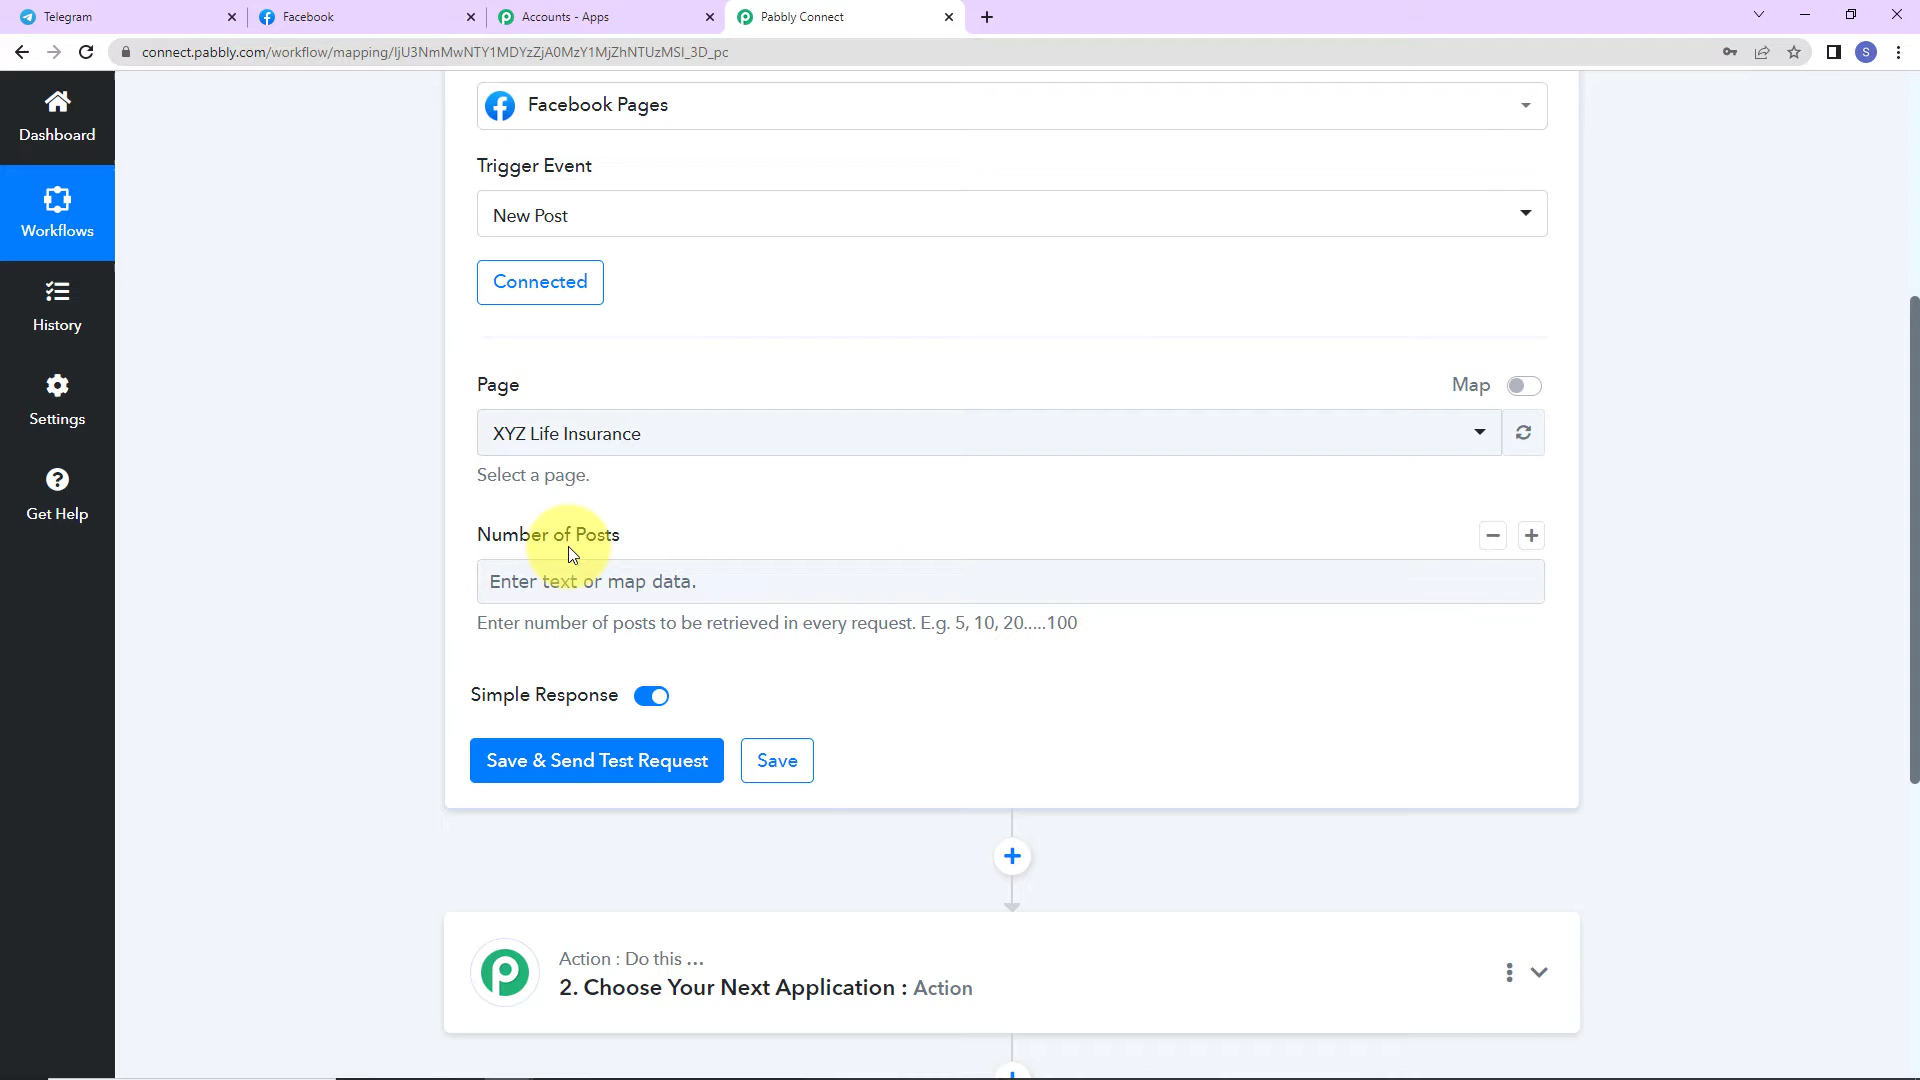 Telegram
Facebook
Accounts - Apps
Pabbly Connect
connect.pabbly.com/workflow/mapping/IjU3NmMwNTY1MDYzZjA0MzY1MjZhNTUzMSI_3D_pc
S
Dashboard
Workflows
History
Settings
Get Help
Facebook Pages
Trigger Event
New Post
Connected
Page
Map
XYZ Life Insurance
Select a page.
Number of Posts
Enter text or map data.
Enter number of posts to be retrieved in every request. E.g. 5, 10, 20.....100
Simple Response
Save & Send Test Request
Save
Action : Do this ...
2. Choose Your Next Application : Action